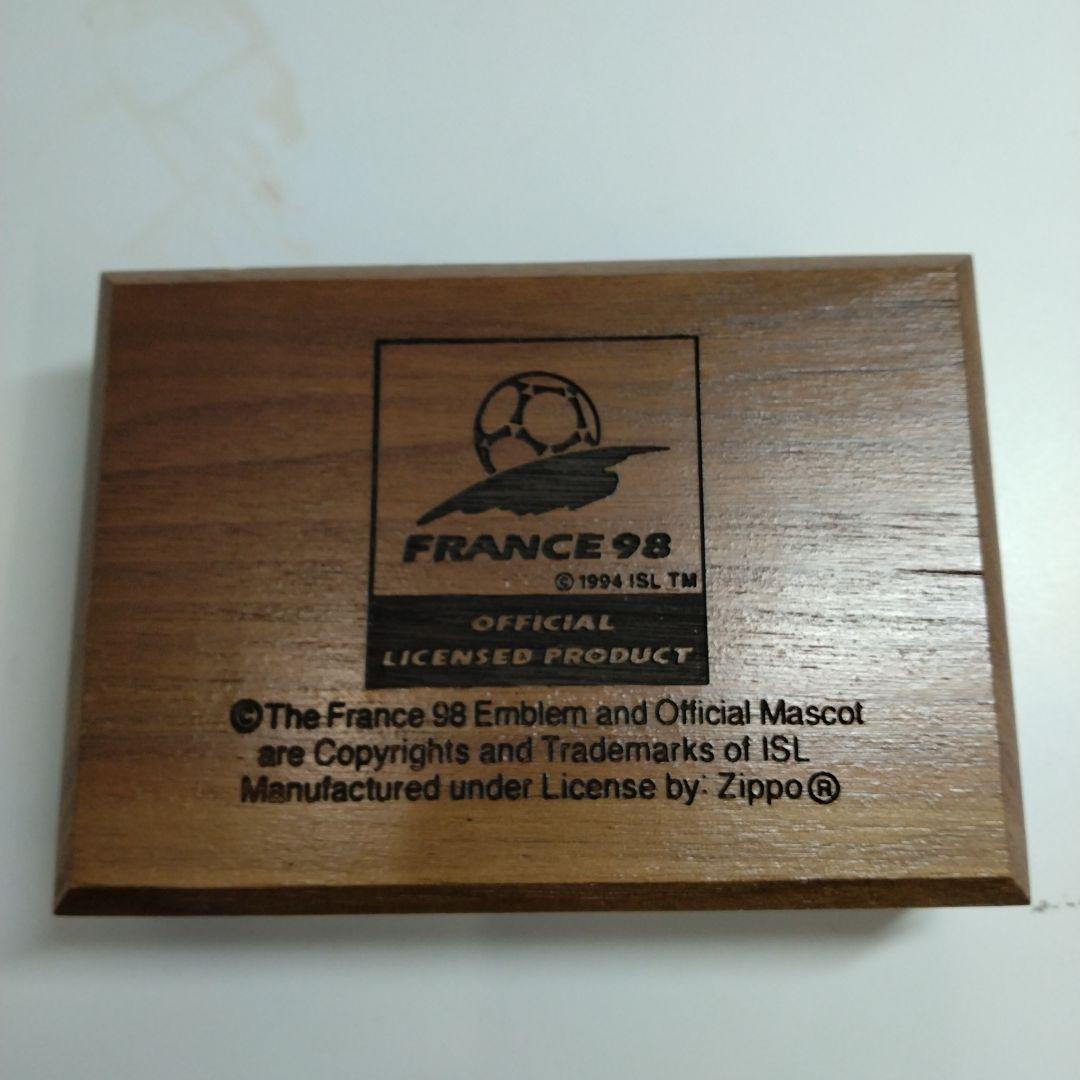 FRANCE 98
© 1994 ISL TM
OFFICIAL
LICENSED PRODUCT
©The France 98 Emblem and Official Mascot
are Copyrights and Trademarks of ISL
Manufactured under License by: Zippo®